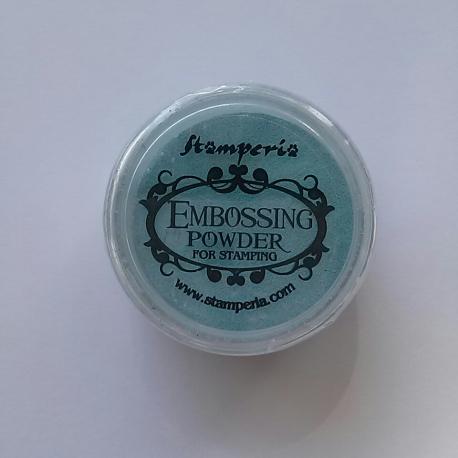 Stamperia
EMBOSSING
POWDER
FOR STAMPING
www.stamperia.com